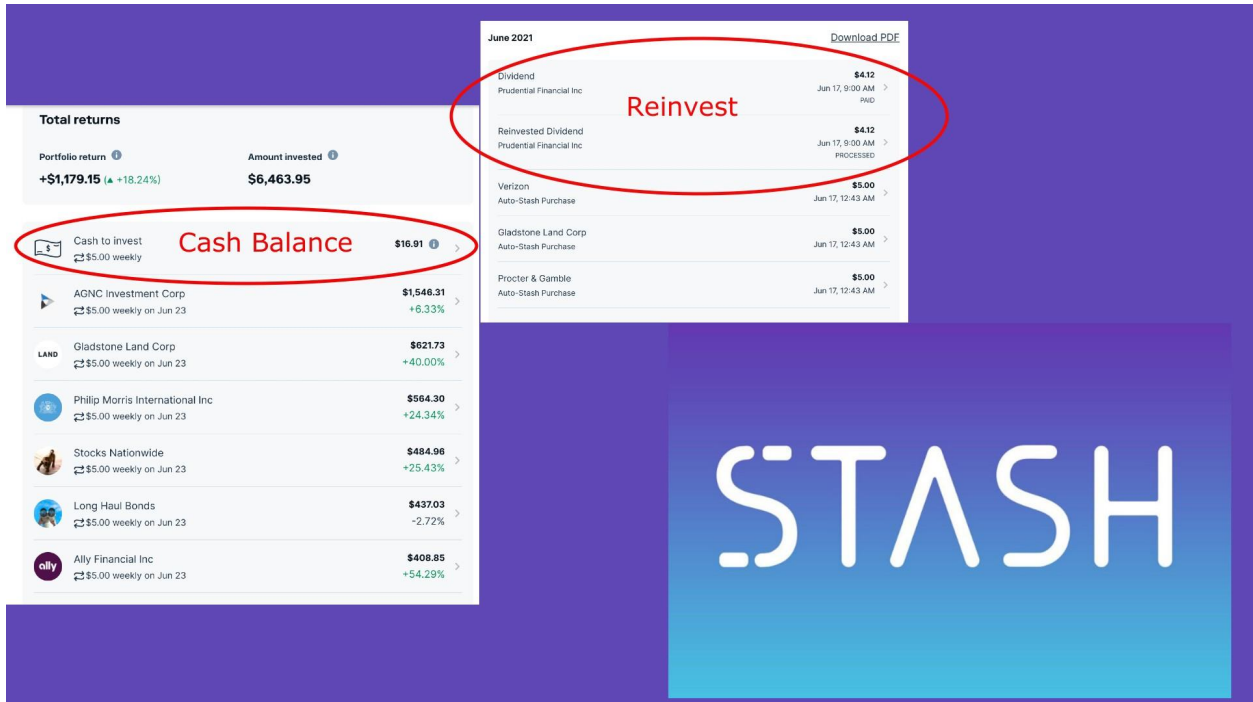 Total returns
Portfolio return
Amount invested
+$1,179.15 (▲ +18.24%)
$6,463.95
Cash to invest
$5.00 weekly
Cash Balance
$16.91
AGNC Investment Corp
$5.00 weekly on Jun 23
$1,546.31
+6.33%
LAND
Gladstone Land Corp
$5.00 weekly on Jun 23
$621.73
+40.00%
Philip Morris International Inc
$5.00 weekly on Jun 23
$564.30
+24.34%
Stocks Nationwide
$5.00 weekly on Jun 23
$484.96
+25.43%
Long Haul Bonds
$5.00 weekly on Jun 23
$437.03
-2.72%
ally
Ally Financial Inc
$5.00 weekly on Jun 23
$408.85
+54.29%
June 2021
Download PDF
Dividend
Prudential Financial Inc
$4.12
Jun 17, 9:00 AM
PAID
Reinvest
Reinvested Dividend
Prudential Financial Inc
$4.12
Jun 17, 9:00 AM
PROCESSED
Verizon
Auto-Stash Purchase
$5.00
Jun 17, 12:43 AM
Gladstone Land Corp
Auto-Stash Purchase
$5.00
Jun 17, 12:43 AM
Procter & Gamble
Auto-Stash Purchase
$5.00
Jun 17, 12:43 AM
STASH